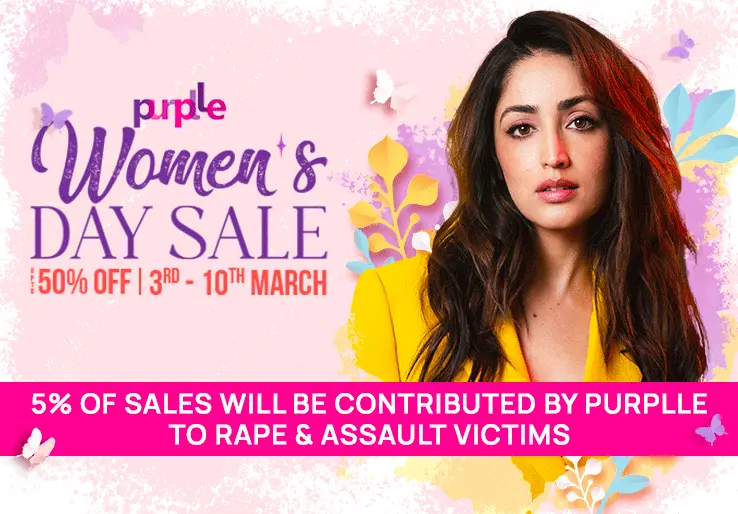 purplle
Women's
DAY SALE
UPTO 50% OFF | 3RD - 10TH MARCH
5% OF SALES WILL BE CONTRIBUTED BY PURPLLE
TO RAPE & ASSAULT VICTIMS